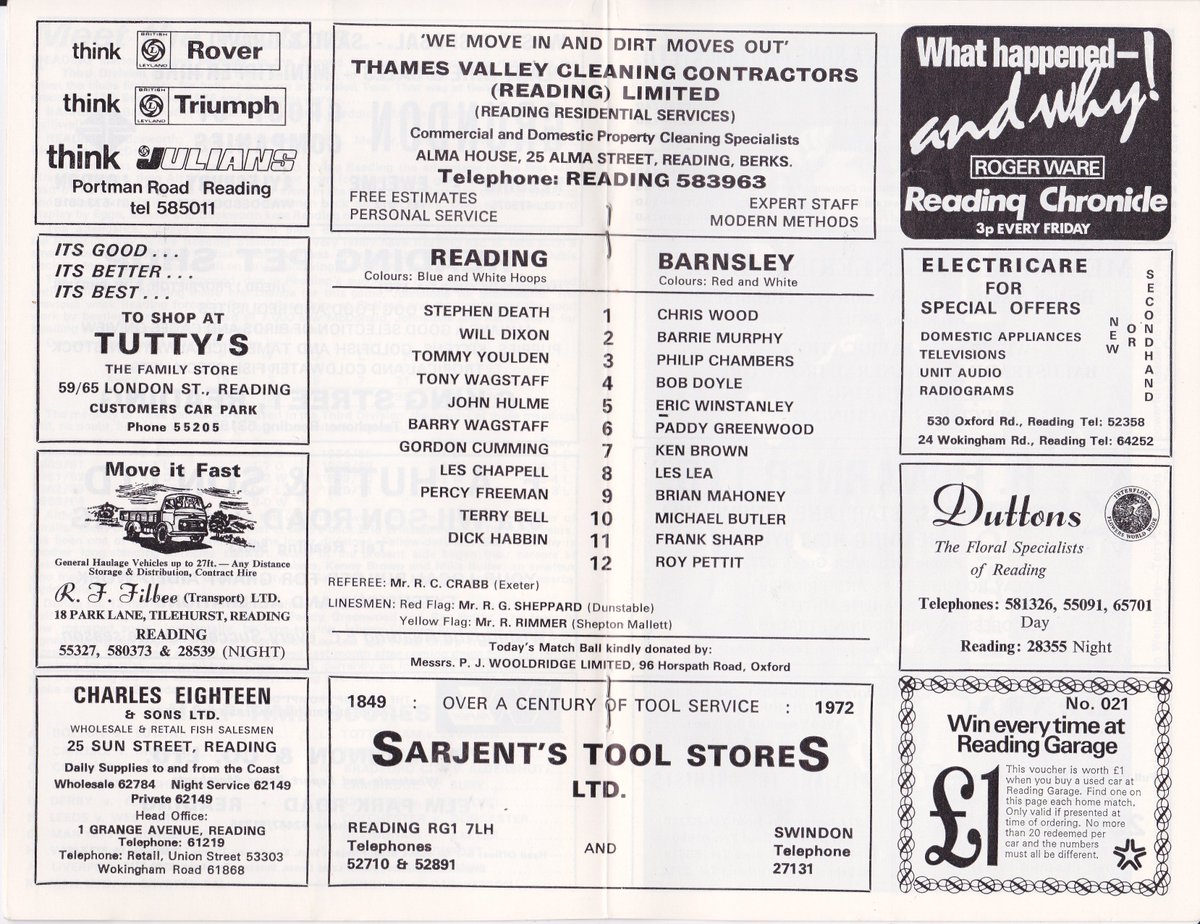 think BRITISH LEYLAND Rover
think BRITISH LEYLAND Triumph
think JULIANS
Portman Road Reading
tel 585011
ITS GOOD . . . .
ITS BETTER . . .
ITS BEST . . . .
TO SHOP AT
TUTTY'S
THE FAMILY STORE
59/65 LONDON ST., READING
CUSTOMERS CAR PARK
Phone 55205
Move it Fast
General Haulage Vehicles up to 27ft. — Any Distance
Storage & Distribution, Contract Hire
R. F. Filbee (Transport) LTD.
18 PARK LANE, TILEHURST, READING
READING
55327, 580373 & 28539 (NIGHT)
CHARLES EIGHTEEN
& SONS LTD.
WHOLESALE & RETAIL FISH SALESMEN
25 SUN STREET, READING
Daily Supplies to and from the Coast
Wholesale 62784 Night Service 62149
Private 62149
Head Office:
1 GRANGE AVENUE, READING
Telephone: 61219
Telephone: Retail, Union Street 53303
Wokingham Road 61868
'WE MOVE IN AND DIRT MOVES OUT'
THAMES VALLEY CLEANING CONTRACTORS
(READING) LIMITED
(READING RESIDENTIAL SERVICES)
Commercial and Domestic Property Cleaning Specialists
ALMA HOUSE, 25 ALMA STREET, READING, BERKS.
Telephone: READING 583963
FREE ESTIMATES EXPERT STAFF
PERSONAL SERVICE MODERN METHODS
READING BARNSLEY
Colours: Blue and White Hoops Colours: Red and White
STEPHEN DEATH 1 CHRIS WOOD
WILL DIXON 2 BARRIE MURPHY
TOMMY YOULDEN 3 PHILIP CHAMBERS
TONY WAGSTAFF 4 BOB DOYLE
JOHN HULME 5 ERIC WINSTANLEY
BARRY WAGSTAFF 6 PADDY GREENWOOD
GORDON CUMMING 7 KEN BROWN
LES CHAPPELL 8 LES LEA
PERCY FREEMAN 9 BRIAN MAHONEY
TERRY BELL 10 MICHAEL BUTLER
DICK HABBIN 11 FRANK SHARP
12 ROY PETTIT
REFEREE: Mr. R. C. CRABB (Exeter)
LINESMEN: Red Flag: Mr. R. G. SHEPPARD (Dunstable)
Yellow Flag: Mr. R. RIMMER (Shepton Mallett)
Today's Match Ball kindly donated by:
Messrs. P. J. WOOLDRIDGE LIMITED, 96 Horspath Road, Oxford
1849 : OVER A CENTURY OF TOOL SERVICE : 1972
SARJENT'S TOOL STORES
LTD.
READING RG1 7LH
Telephones
52710 & 52891
AND
SWINDON
Telephone
27131
What happened—
and why!
ROGER WARE
Reading Chronicle
3p EVERY FRIDAY
ELECTRICARE
FOR
SPECIAL OFFERS
DOMESTIC APPLIANCES
TELEVISIONS
UNIT AUDIO
RADIOGRAMS
NEW
OR
SECONDHAND
530 Oxford Rd., Reading Tel: 52358
24 Wokingham Rd., Reading Tel: 64252
Duttons
INTERFLORA FLOWERS WORLD WIDE
The Floral Specialists
of Reading
Telephones: 581326, 55091, 65701
Day
Reading: 28355 Night
No. 021
Win every time at
Reading Garage
£1
This voucher is worth £1
when you buy a used car at
Reading Garage. Find one on
this page each home match.
Only valid if presented at
time of ordering. No more
than 20 redeemed per
car and the numbers
must all be different.